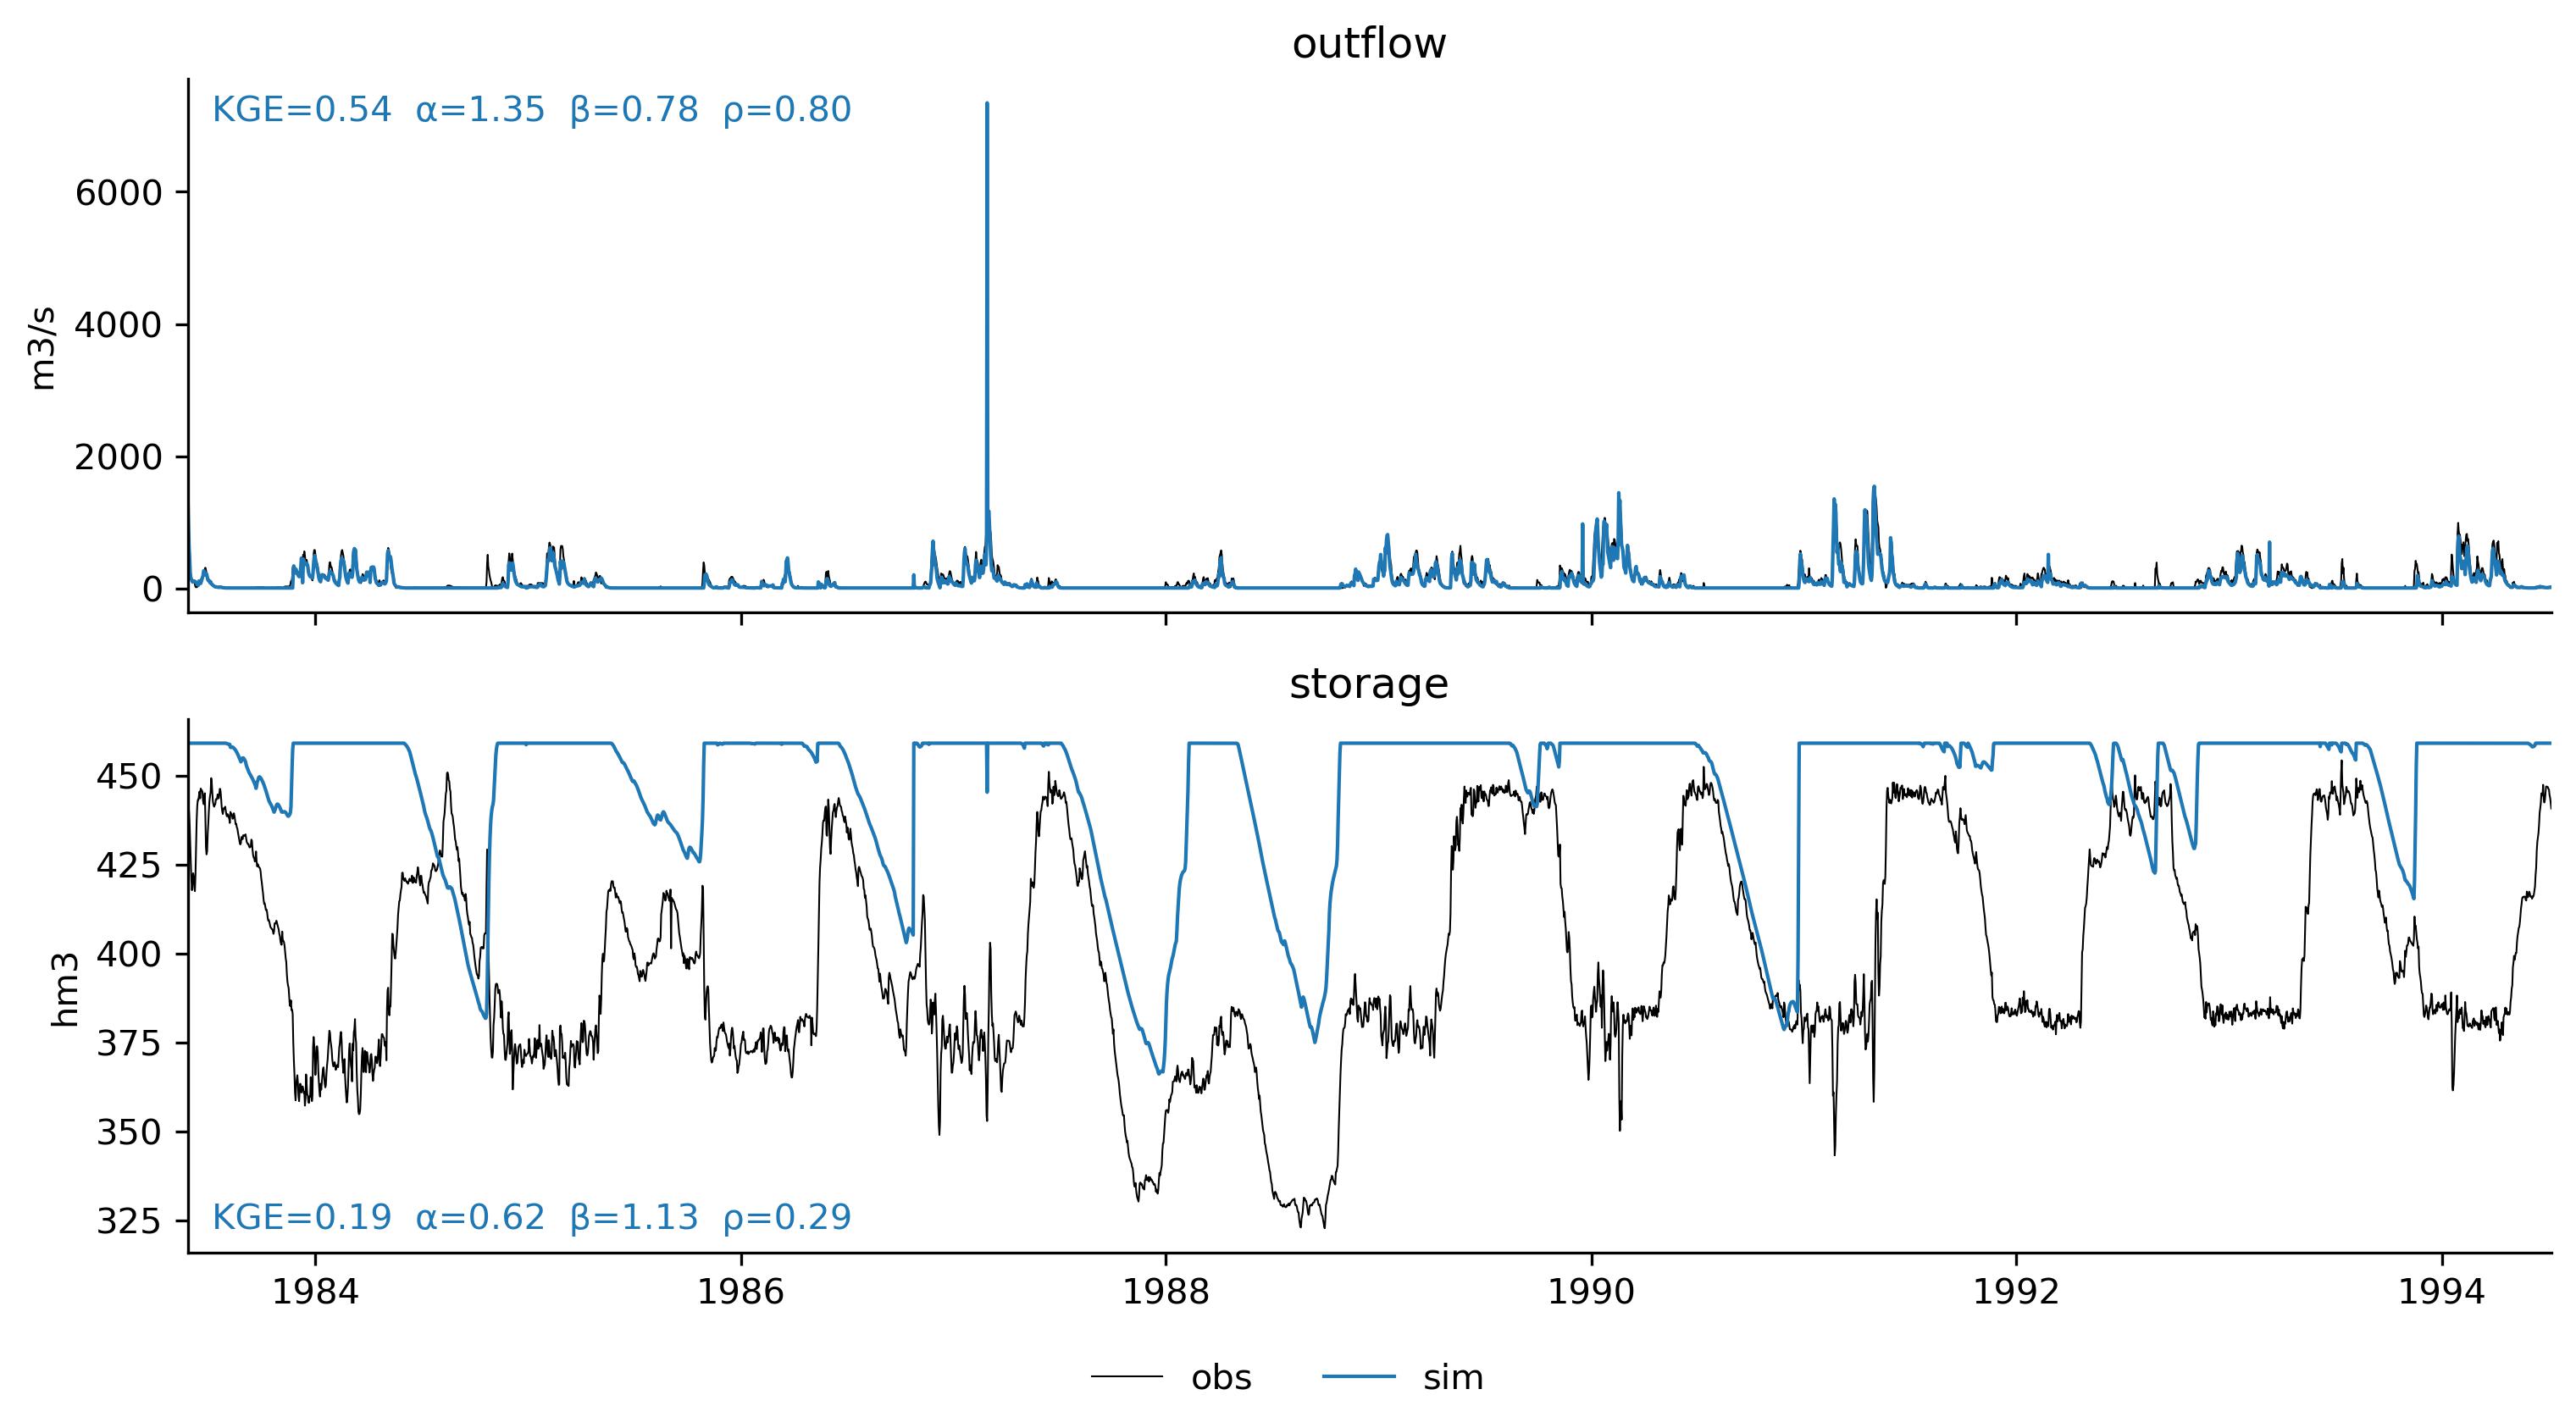 outflow
KGE=0.54 α=1.35 β=0.78 ρ=0.80
m3/s
6000
4000
2000
0
storage
hm3
450
425
400
375
350
325
KGE=0.19 α=0.62 β=1.13 ρ=0.29
1984 1986 1988 1990 1992 1994
obs sim